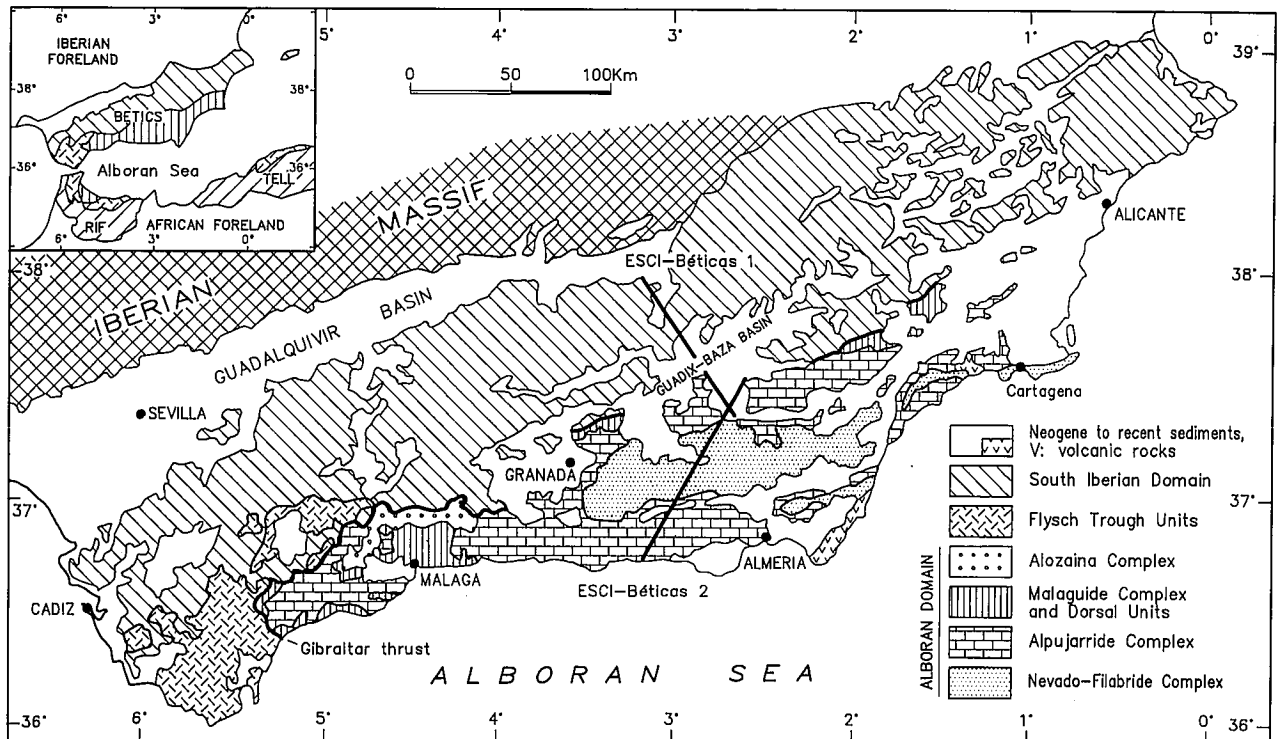 6°
3°
0°
IBERIAN
FORELAND
38°
38°
BETICS
36°
Alboran Sea
36°
TELL
RIF
AFRICAN FORELAND
6°
3°
0°
5°
4°
3°
2°
1°
0°
39°
0
50
100Km
IBERIAN
MASSIF
ALICANTE
38°
ESCI-Béticas 1
38°
GUADALQUIVIR
BASIN
GUADIX-BAZA BASIN
Cartagena
SEVILLA
GRANADA
37°
37°
ALMERIA
MALAGA
ESCI-Béticas 2
CADIZ
Gibraltar thrust
ALBORAN SEA
Neogene to recent sediments,
V: volcanic rocks
South Iberian Domain
Flysch Trough Units
ALBORAN DOMAIN
Alozaina Complex
Malaguide Complex
and Dorsal Units
Alpujarride Complex
Nevado-Filabride Complex
36°
36°
6°
5°
4°
3°
2°
1°
0°